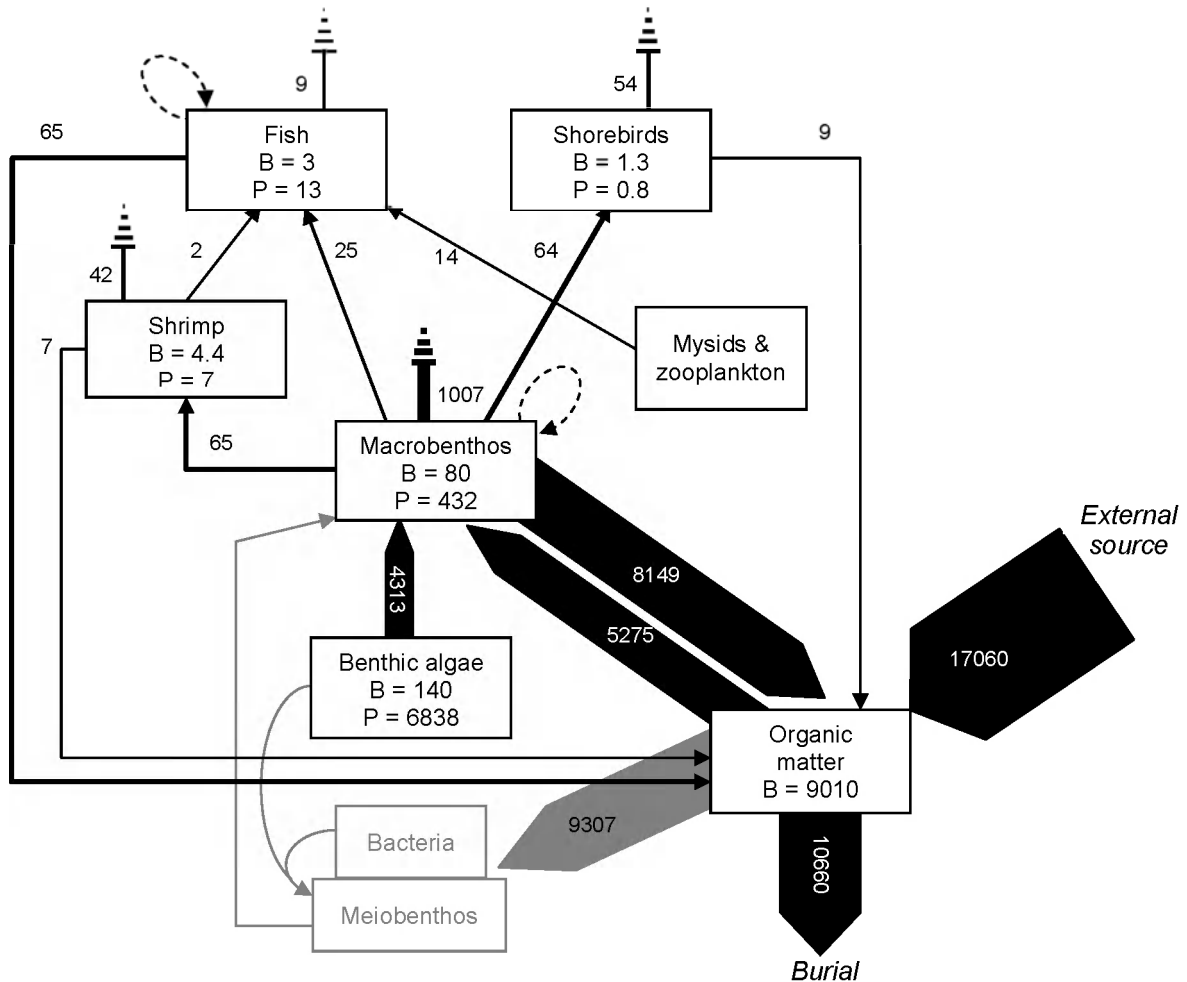 9
54
65
Fish
B = 3
P = 13
Shorebirds
B = 1.3
P = 0.8
9
42
2
25
14
64
7
Shrimp
B = 4.4
P = 7
Mysids &
zooplankton
1007
65
Macrobenthos
B = 80
P = 432
External
source
4313
8149
5275
17060
Benthic algae
B = 140
P = 6838
Organic
matter
B = 9010
9307
10660
Bacteria
Meiobenthos
Burial